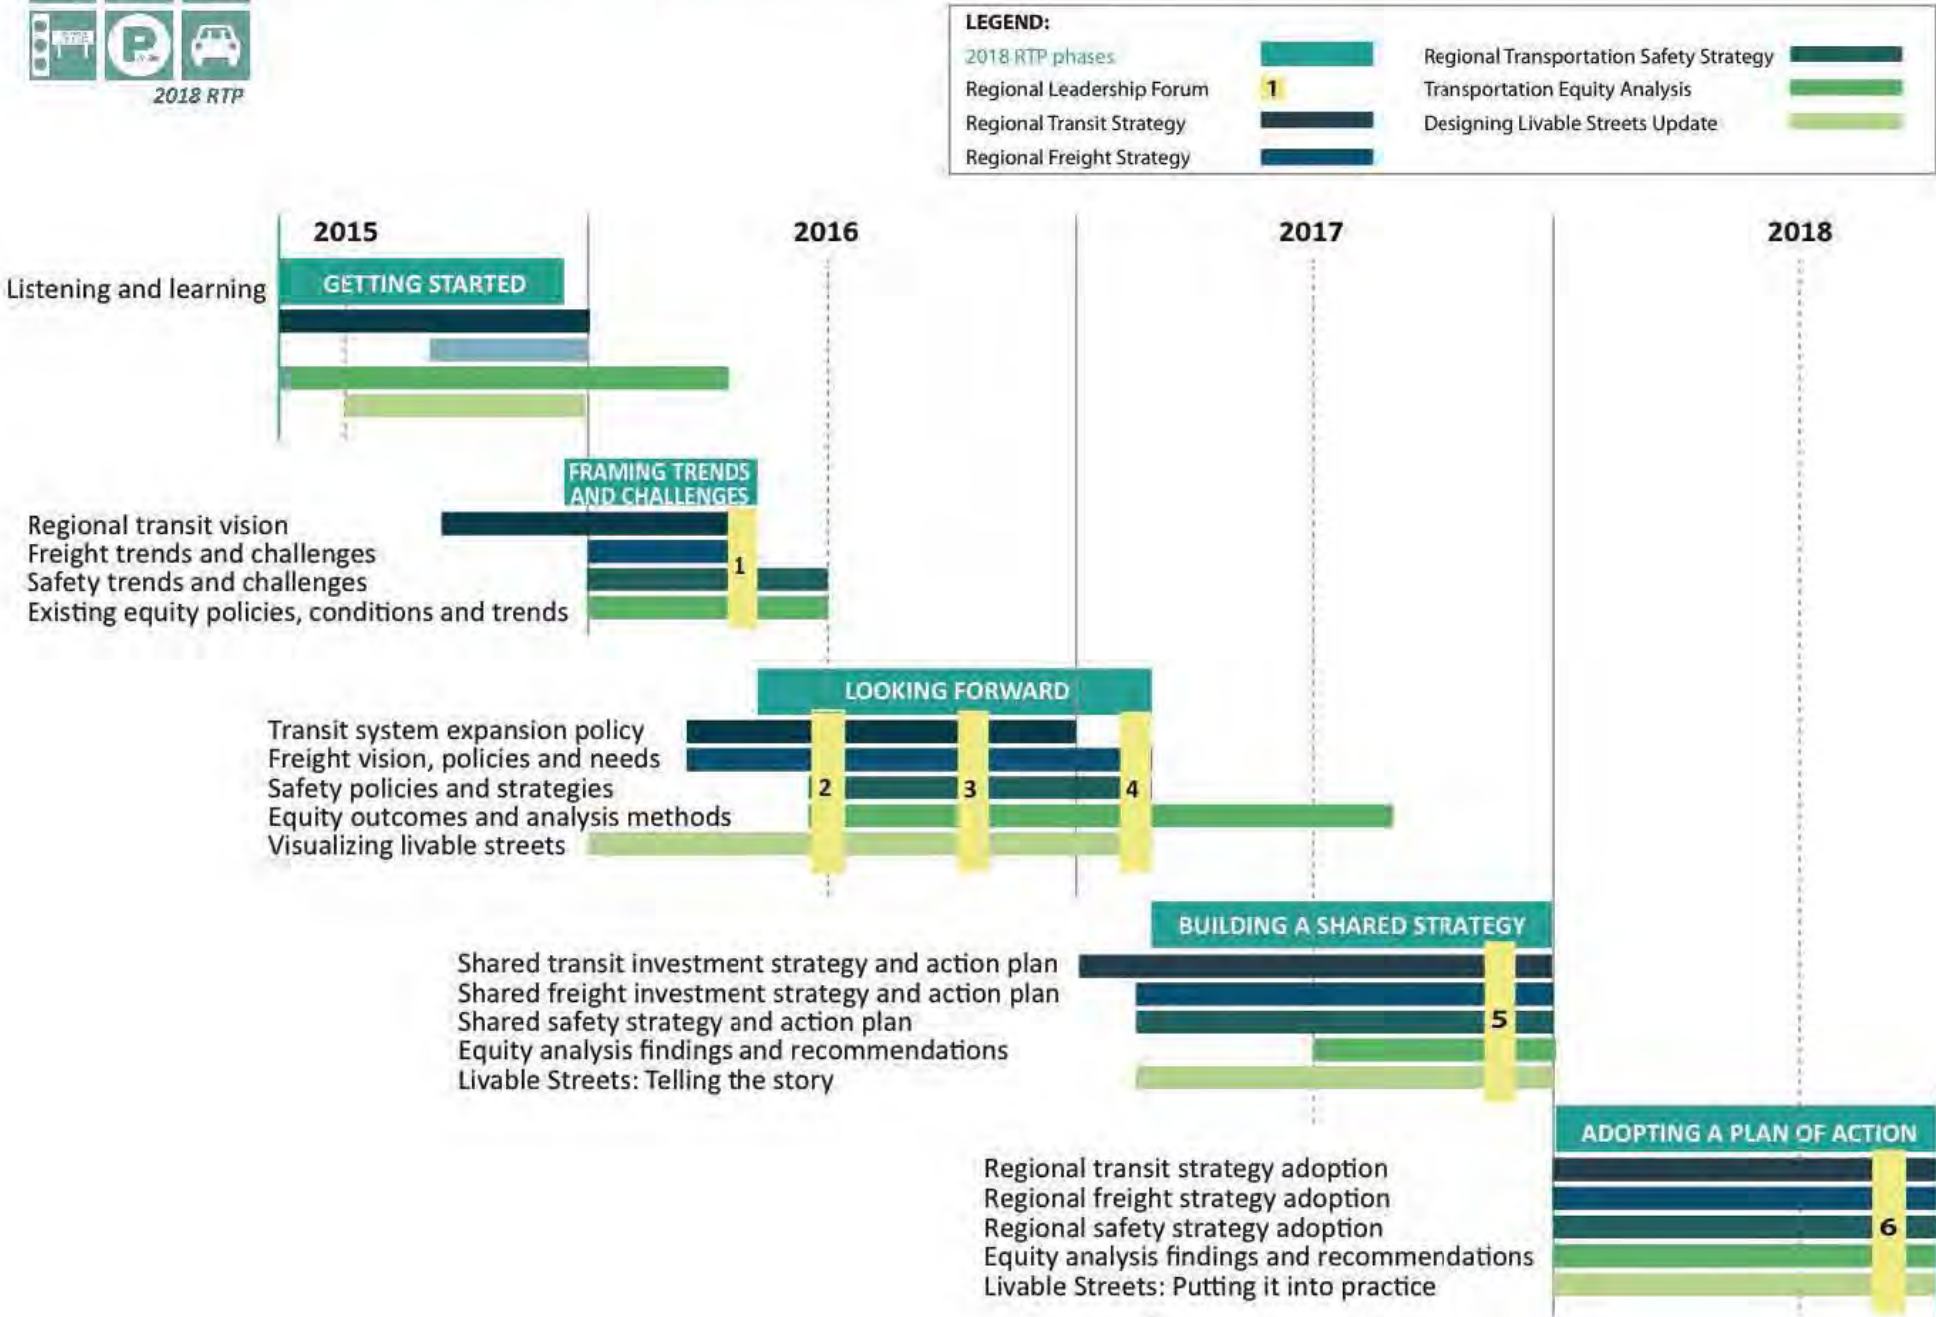 2018 RTP
LEGEND:
2018 RTP phases
Regional Leadership Forum 1
Regional Transit Strategy
Regional Freight Strategy
Regional Transportation Safety Strategy
Transportation Equity Analysis
Designing Livable Streets Update
2015 2016 2017 2018
Listening and learning
GETTING STARTED
FRAMING TRENDS
AND CHALLENGES
Regional transit vision
Freight trends and challenges
Safety trends and challenges
Existing equity policies, conditions and trends
1
LOOKING FORWARD
Transit system expansion policy
Freight vision, policies and needs
Safety policies and strategies
Equity outcomes and analysis methods
Visualizing livable streets
2 3 4
BUILDING A SHARED STRATEGY
Shared transit investment strategy and action plan
Shared freight investment strategy and action plan
Shared safety strategy and action plan
Equity analysis findings and recommendations
Livable Streets: Telling the story
5
ADOPTING A PLAN OF ACTION
Regional transit strategy adoption
Regional freight strategy adoption
Regional safety strategy adoption
Equity analysis findings and recommendations
Livable Streets: Putting it into practice
6